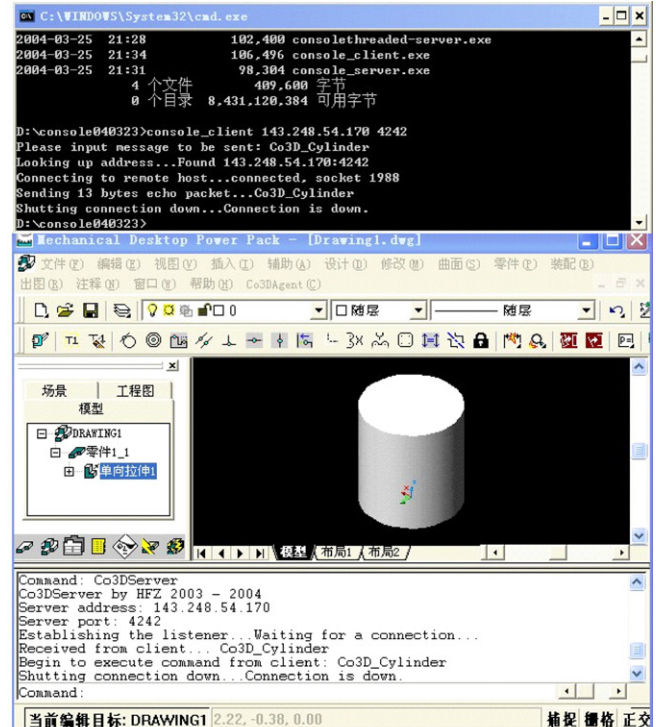 C:\WINDOWS\System32\cmd.exe
2004-03-25 21:28 102,400 consolethreaded-server.exe
2004-03-25 21:34 106,496 console_client.exe
2004-03-25 21:31 98,304 console_server.exe
4 个文件 409,600 字节
0 个目录 8,431,120,384 可用字节
D:\console040323>console_client 143.248.54.170 4242
Please input message to be sent: Co3D_Cylinder
Looking up address...Found 143.248.54.170:4242
Connecting to remote host...connected, socket 1988
Sending 13 bytes echo packet...Co3D_Cylinder
Shutting connection down...Connection is down.
D:\console040323>
Mechanical Desktop Power Pack - [Drawing1.dwg]
文件(F) 编辑(E) 视图(V) 插入(I) 辅助(A) 设计(D) 修改(M) 曲面(S) 零件(P) 装配(B)
出图(R) 注释(N) 窗口(W) 帮助(H) Co3DAgent(C)
0 随层 随层
场景 工程图
模型
DRAWING1
零件1_1
单向拉伸1
模型 布局1 布局2
Command: Co3DServer
Co3DServer by HFZ 2003 - 2004
Server address: 143.248.54.170
Server port: 4242
Establishing the listener...Waiting for a connection...
Received from client... Co3D_Cylinder
Begin to execute command from client: Co3D_Cylinder
Shutting connection down...Connection is down.
Command:
当前编辑目标: DRAWING1 2.22, -0.38, 0.00 捕捉 栅格 正交